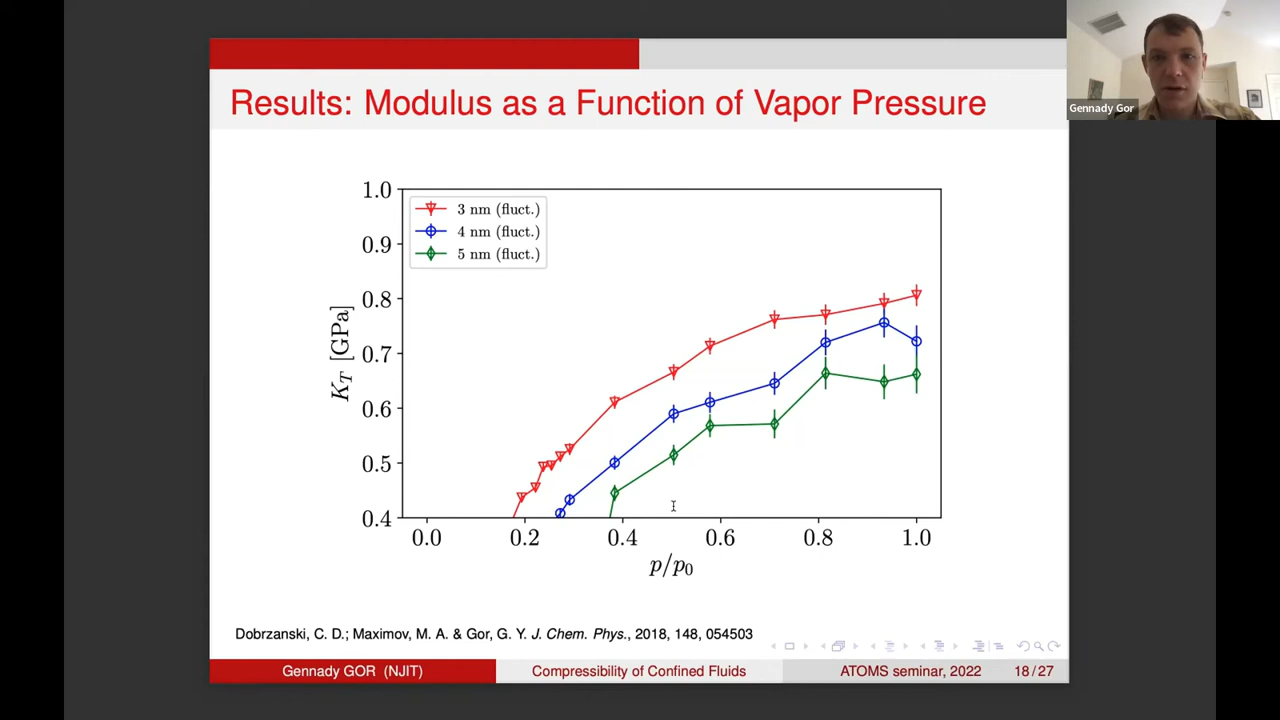 Gennady Gor
Results: Modulus as a Function of Vapor Pressure
1.0
0.9
0.8
0.7
0.6
0.5
0.4
K_T [GPa]
3 nm (fluct.)
4 nm (fluct.)
5 nm (fluct.)
0.0 0.2 0.4 0.6 0.8 1.0
p/p_0
Dobrzanski, C. D.; Maximov, M. A. & Gor, G. Y. J. Chem. Phys., 2018, 148, 054503
Gennady GOR (NJIT) Compressibility of Confined Fluids ATOMS seminar, 2022 18 / 27